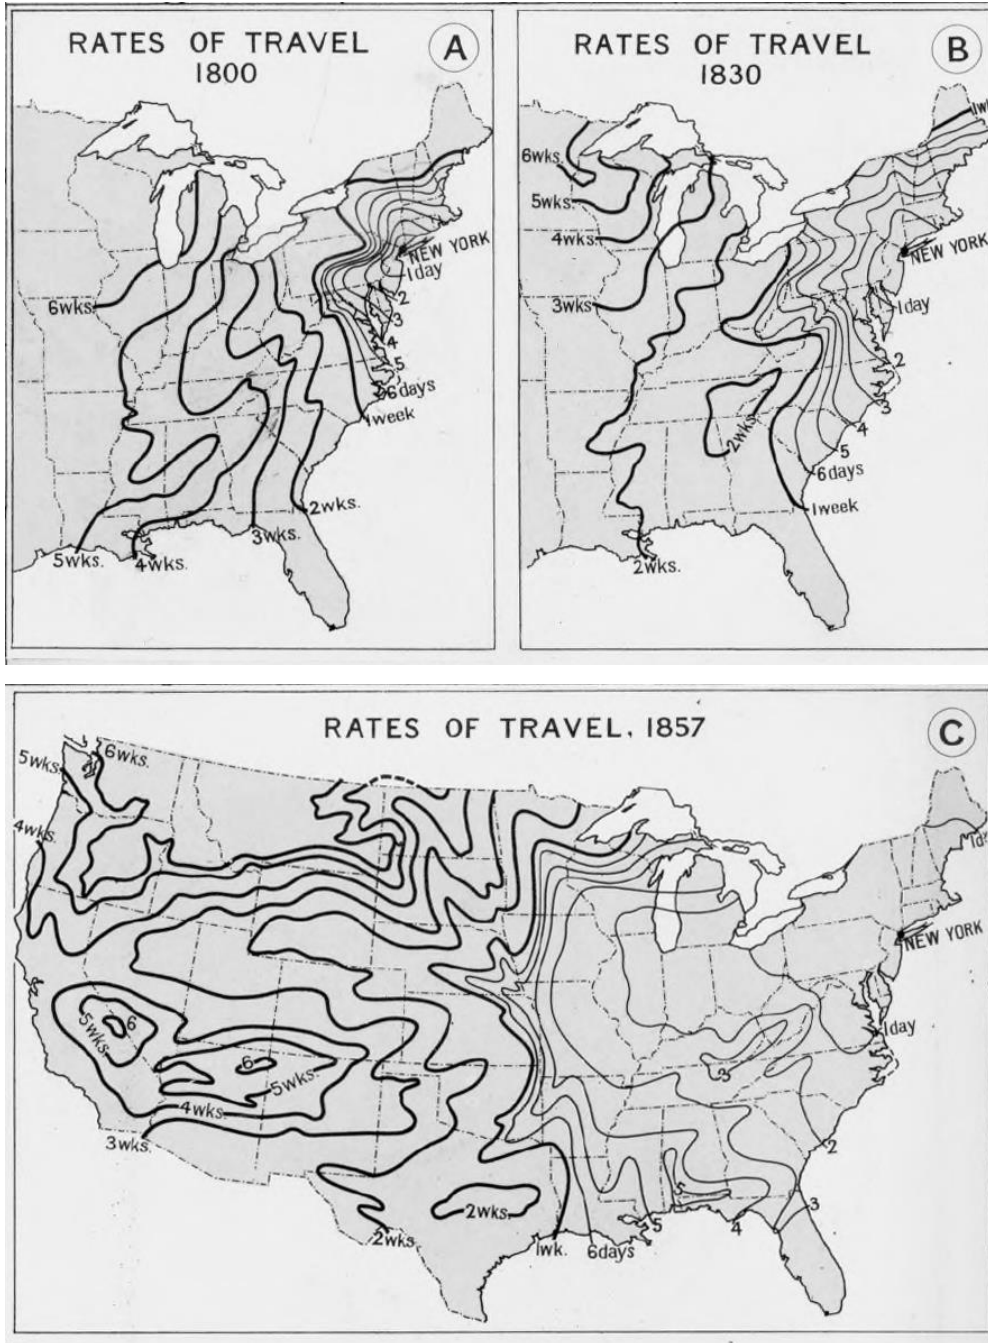 RATES OF TRAVEL
1800
A
6wks.
NEW YORK
1day
2
3
4
5
6days
1week
2wks.
3wks.
4wks.
5wks.
RATES OF TRAVEL
1830
B
1wk
6wks.
5wks.
4wks.
3wks.
NEW YORK
1day
2
3
4
5
6days
1week
2wks.
2wks.
RATES OF TRAVEL, 1857
C
5wks.
6wks.
4wks.
1d
NEW YORK
5wks.
6
6
5wks.
4wks.
3wks.
3
1day
2
2wks.
2wks.
1wk.
6days
5
5
4
3